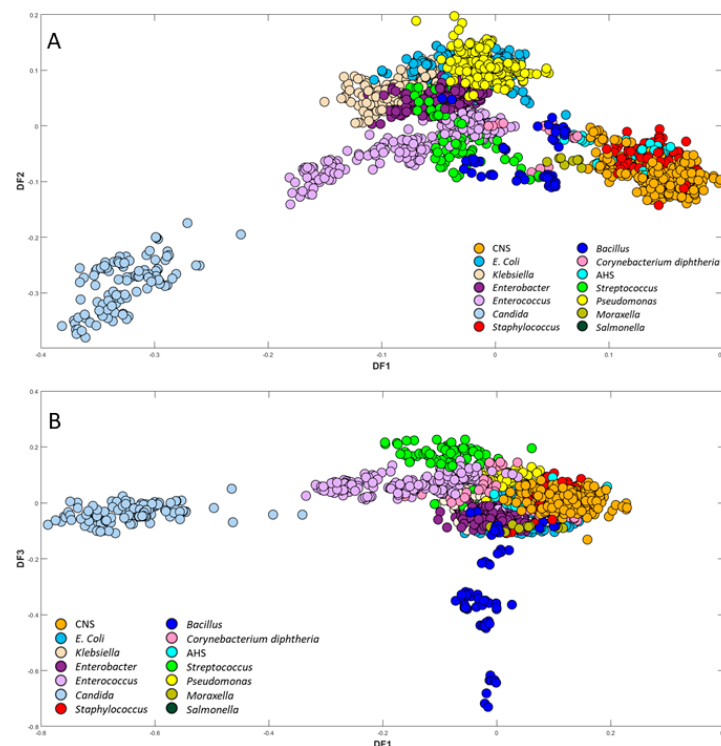 A
0.2
0.1
0
-0.1
-0.2
-0.3
-0.4
-0.3
-0.2
-0.1
0
0.1
DF2
DF1
CNS
E. Coli
Klebsiella
Enterobacter
Enterococcus
Candida
Staphylococcus
Bacillus
Corynebacterium diphtheria
AHS
Streptococcus
Pseudomonas
Moraxella
Salmonella
B
0.4
0.2
0
-0.2
-0.4
-0.6
-0.8
-0.8
-0.6
-0.4
-0.2
0
0.2
DF3
DF1
CNS
E. Coli
Klebsiella
Enterobacter
Enterococcus
Candida
Staphylococcus
Bacillus
Corynebacterium diphtheria
AHS
Streptococcus
Pseudomonas
Moraxella
Salmonella